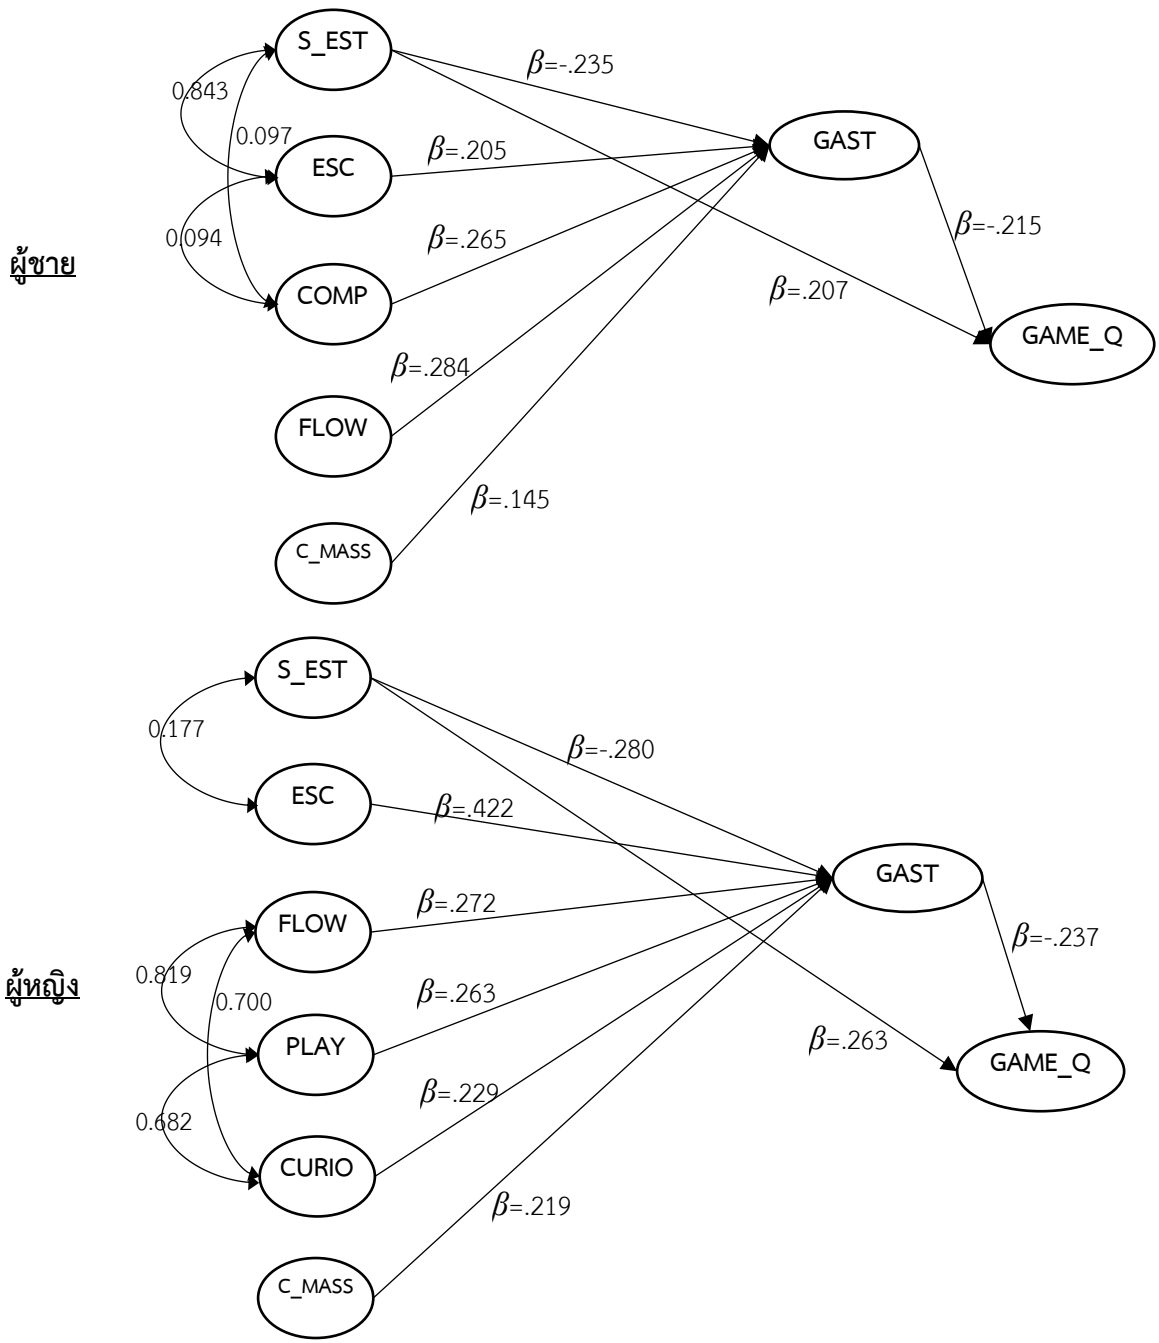 S_EST
β=-.235
0.843
0.097
GAST
ESC
β=.205
β=-.215
0.094
β=.265
ผู้ชาย
COMP
β=.207
GAME_Q
β=.284
FLOW
β=.145
C_MASS
S_EST
0.177
β=-.280
ESC
β=.422
GAST
FLOW
β=.272
β=-.237
0.819
ผู้หญิง
0.700
β=.263
PLAY
β=.263
GAME_Q
β=.229
0.682
CURIO
β=.219
C_MASS